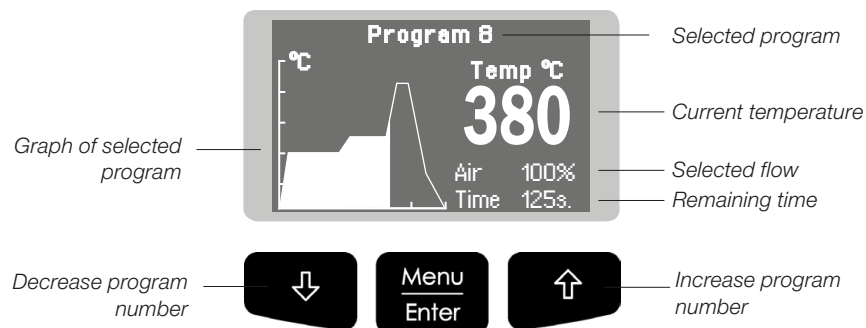 Program 8
Selected program
°C
Temp °C
380
Current temperature
Graph of selected
program
Air 100%
Selected flow
Time 125s.
Remaining time
Decrease program
number
Menu
Enter
Increase program
number